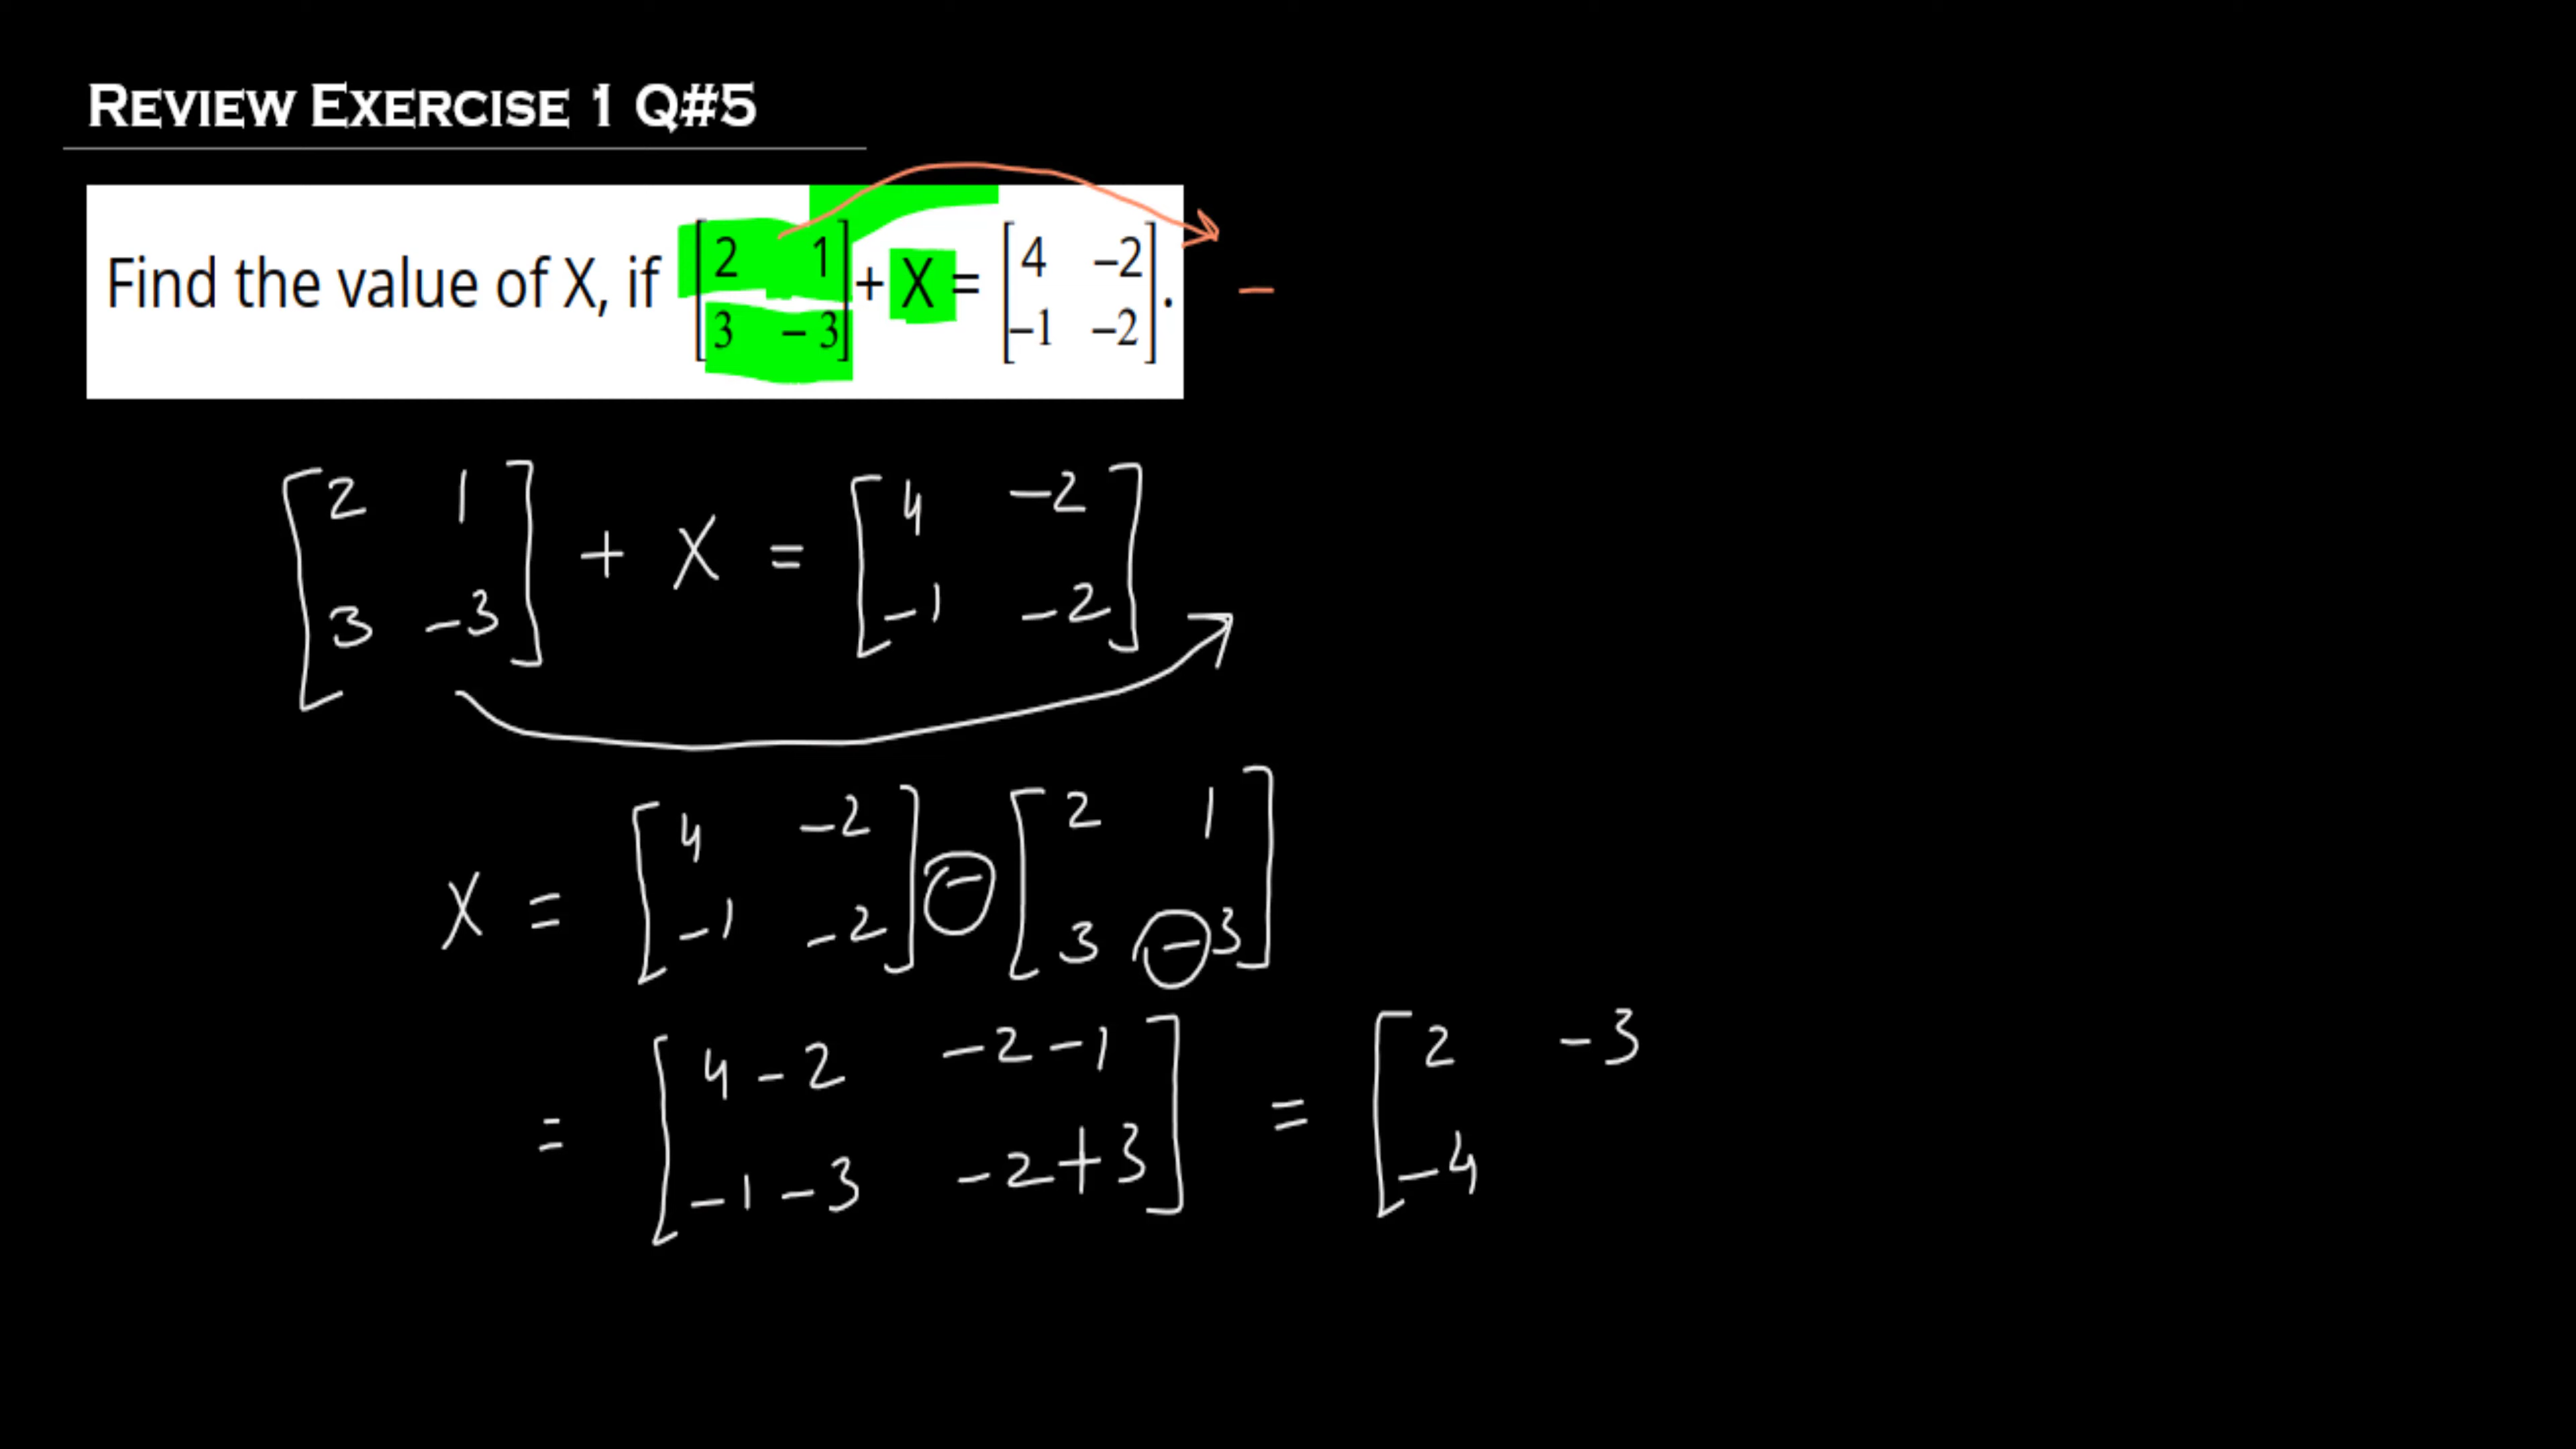 REVIEW EXERCISE 1 Q#5
Find the value of X, if [2 1] + X = [4 −2].
[3 −3] [−1 −2]
−
[2 1] + X = [4 −2]
[3 −3] [−1 −2]
X = [4 −2] − [2 1]
[−1 −2] [3 −3]
= [4−2 −2−1] = [2 −3
[−1−3 −2+3] [−4